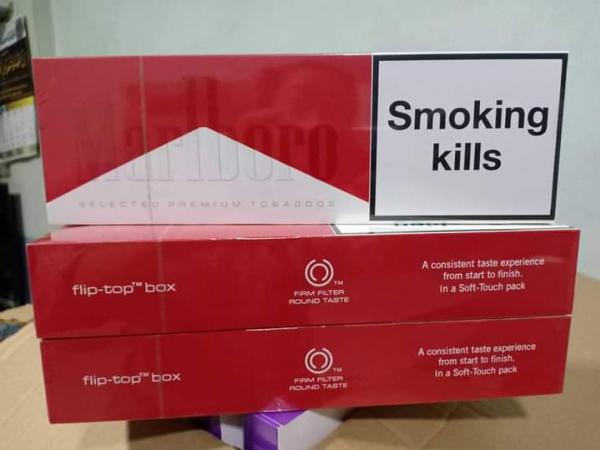 Marlboro
SELECTED PREMIUM TOBACCOS
Smoking
kills
flip-top™ box
TM
FIRM FILTER
ROUND TASTE
A consistent taste experience
from start to finish.
In a Soft-Touch pack
flip-top™ box
TM
FIRM FILTER
ROUND TASTE
A consistent taste experience
from start to finish.
In a Soft-Touch pack